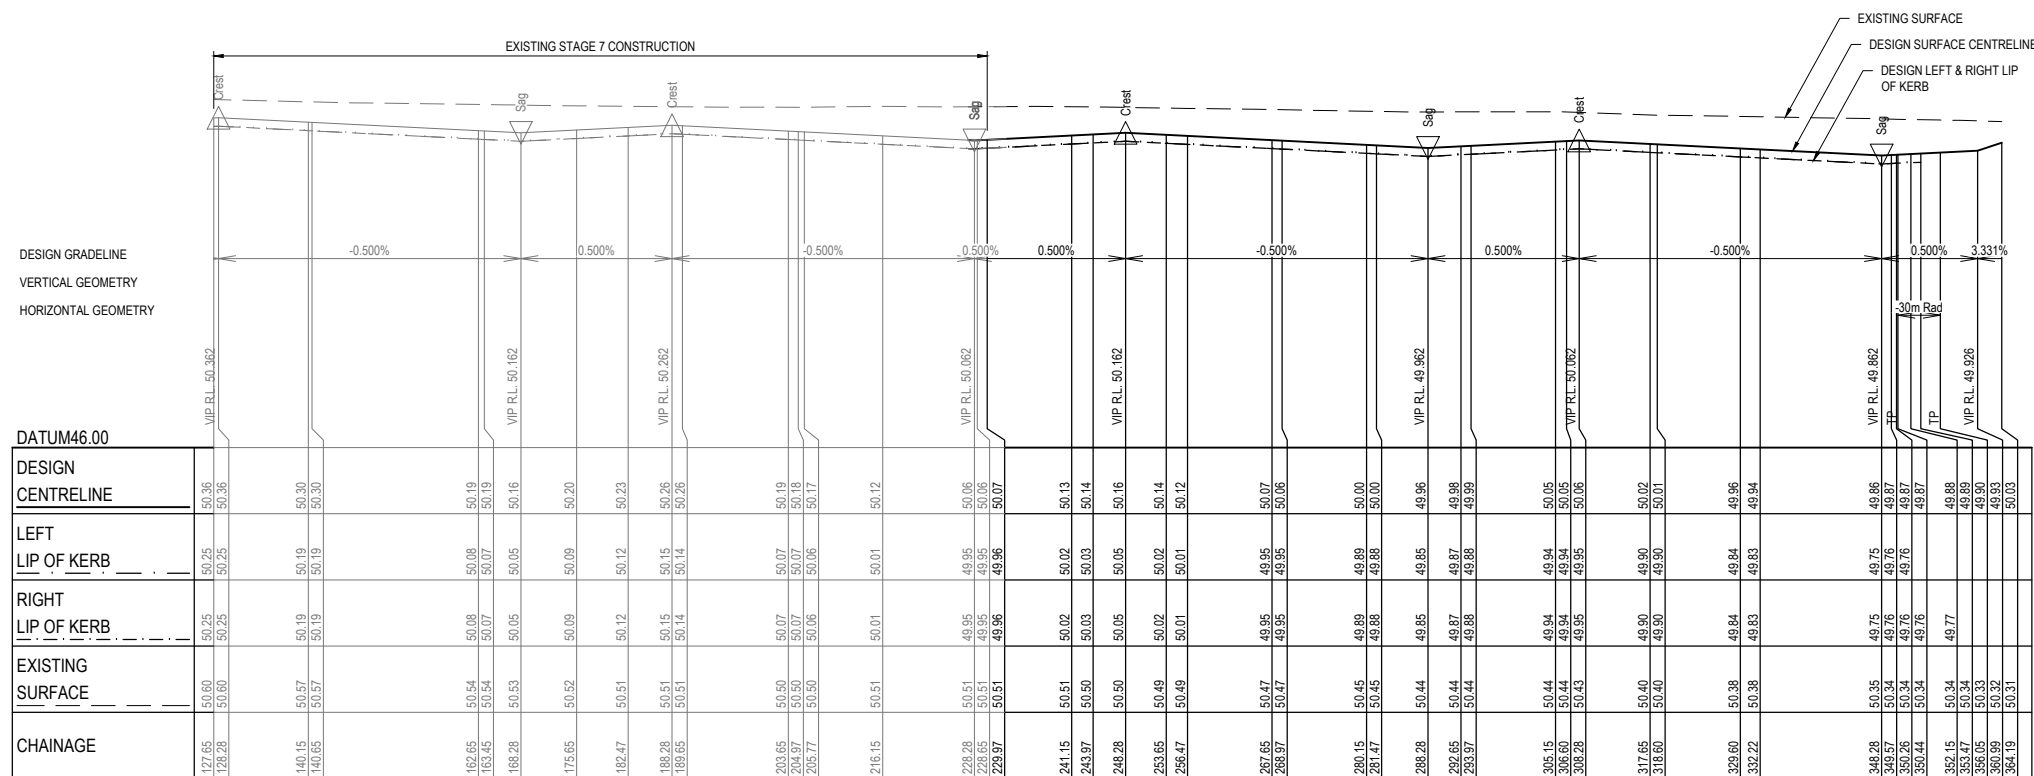 EXISTING SURFACE
DESIGN SURFACE CENTRELINE
DESIGN LEFT & RIGHT LIP
OF KERB
EXISTING STAGE 7 CONSTRUCTION
Crest
Sag
Crest
Sag
Crest
Sag
Crest
Sag
DESIGN GRADELINE
-0.500% 0.500% -0.500% 0.500% 0.500% -0.500% 0.500% -0.500% 0.500% 3.331%
VERTICAL GEOMETRY
HORIZONTAL GEOMETRY
-30m Rad
VIP R.L. 50.362
VIP R.L. 50.162
VIP R.L. 50.262
VIP R.L. 50.062
VIP R.L. 50.162
VIP R.L. 49.962
VIP R.L. 50.062
VIP R.L. 49.862
TP
TP
VIP R.L. 49.926
DATUM46.00
DESIGN
CENTRELINE
50.36 50.36 50.30 50.30 50.19 50.19 50.16 50.20 50.23 50.26 50.26 50.19 50.18 50.17 50.12 50.06 50.06 50.07 50.13 50.14 50.16 50.14 50.12 50.07 50.06 50.00 50.00 49.96 49.98 49.99 50.05 50.05 50.06 50.02 50.01 49.96 49.94 49.86 49.87 49.87 49.87 49.88 49.89 49.90 49.93 50.03
LEFT
LIP OF KERB
50.25 50.25 50.19 50.19 50.08 50.07 50.05 50.09 50.12 50.15 50.14 50.07 50.07 50.06 50.01 49.95 49.95 49.96 50.02 50.03 50.05 50.02 50.01 49.95 49.95 49.89 49.88 49.85 49.87 49.88 49.94 49.94 49.95 49.90 49.90 49.84 49.83 49.75 49.76 49.76
RIGHT
LIP OF KERB
50.25 50.25 50.19 50.19 50.08 50.07 50.05 50.09 50.12 50.15 50.14 50.07 50.07 50.06 50.01 49.95 49.95 49.96 50.02 50.03 50.05 50.02 50.01 49.95 49.95 49.89 49.88 49.85 49.87 49.88 49.94 49.94 49.95 49.90 49.90 49.84 49.83 49.75 49.76 49.76 49.76 49.77
EXISTING
SURFACE
50.60 50.60 50.57 50.57 50.54 50.54 50.53 50.52 50.51 50.51 50.51 50.50 50.50 50.50 50.51 50.51 50.51 50.51 50.51 50.50 50.50 50.49 50.49 50.47 50.47 50.45 50.45 50.44 50.44 50.44 50.44 50.44 50.43 50.40 50.40 50.38 50.38 50.35 50.34 50.34 50.34 50.34 50.34 50.33 50.32 50.31
CHAINAGE
127.65 128.28 140.15 140.65 162.65 163.45 168.28 175.65 182.47 188.28 189.65 203.65 204.97 205.77 216.15 228.28 228.65 229.97 241.15 243.97 248.28 253.65 256.47 267.65 268.97 280.15 281.47 288.28 292.65 293.97 305.15 306.60 308.28 317.65 318.60 329.60 332.22 348.28 349.57 350.26 350.44 352.15 353.47 356.05 360.99 364.19